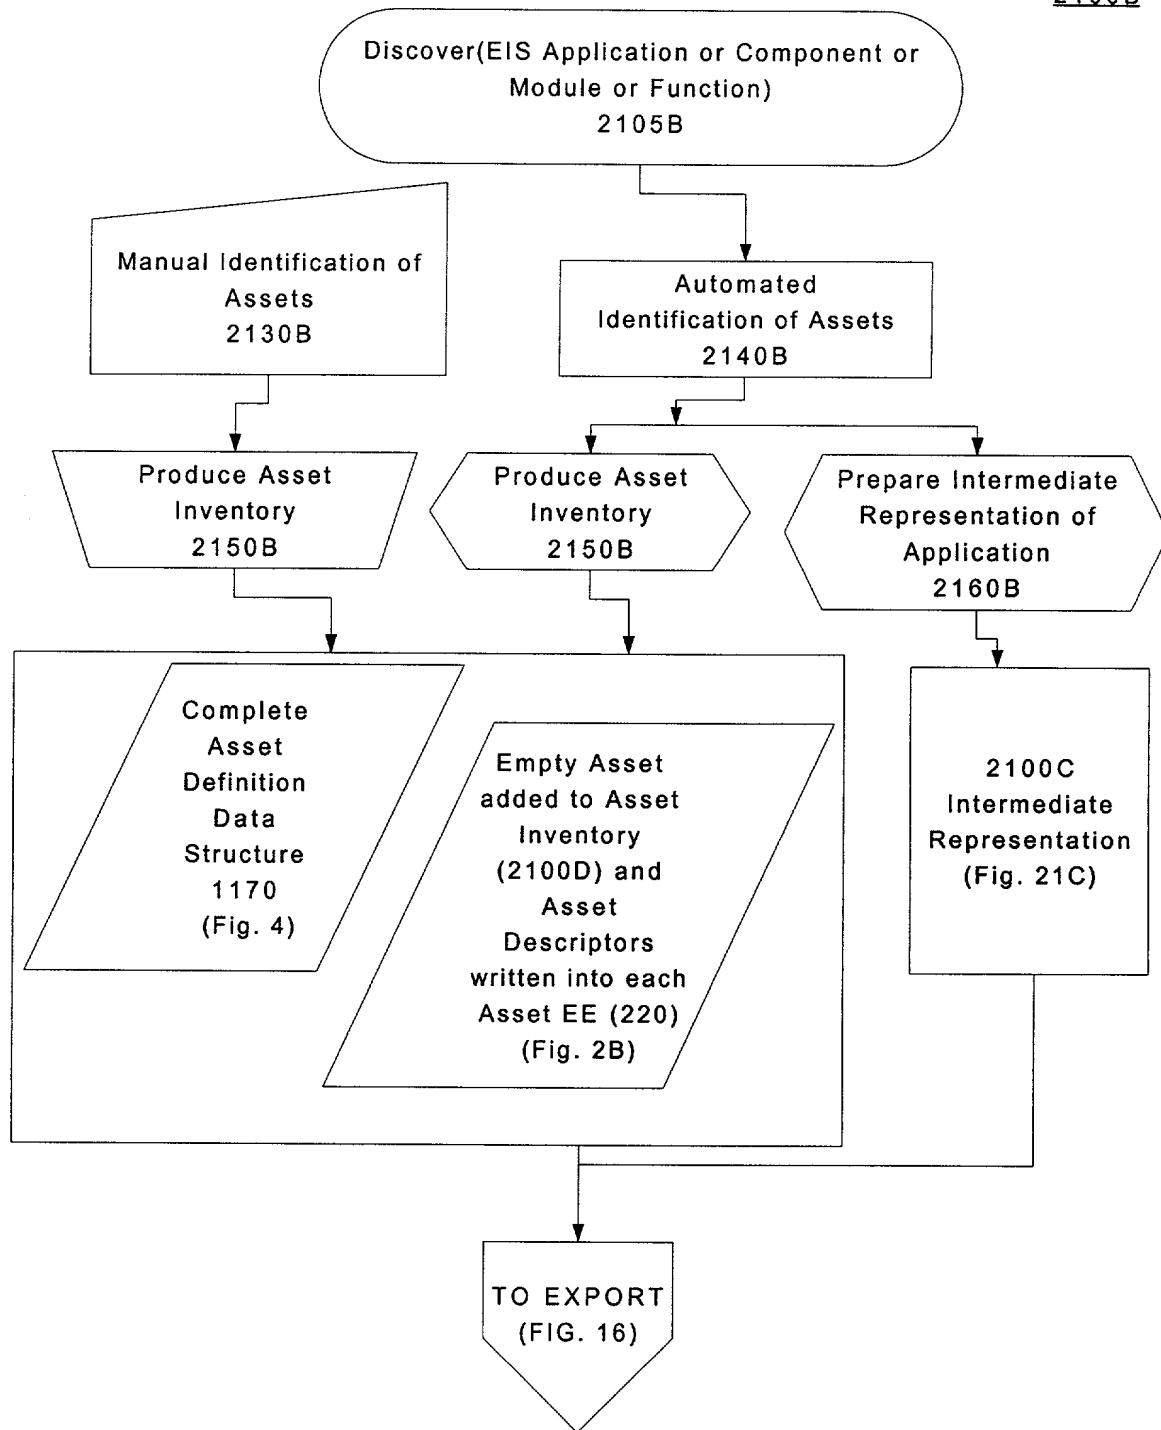 Discover(EIS Application or Component or
Module or Function)
2105B
Manual Identification of
Assets
2130B
Automated
Identification of Assets
2140B
Produce Asset
Inventory
2150B
Produce Asset
Inventory
2150B
Prepare Intermediate
Representation of
Application
2160B
Complete
Asset
Definition
Data
Structure
1170
(Fig. 4)
Empty Asset
added to Asset
Inventory
(2100D) and
Asset
Descriptors
written into each
Asset EE (220)
(Fig. 2B)
2100C
Intermediate
Representation
(Fig. 21C)
TO EXPORT
(FIG. 16)